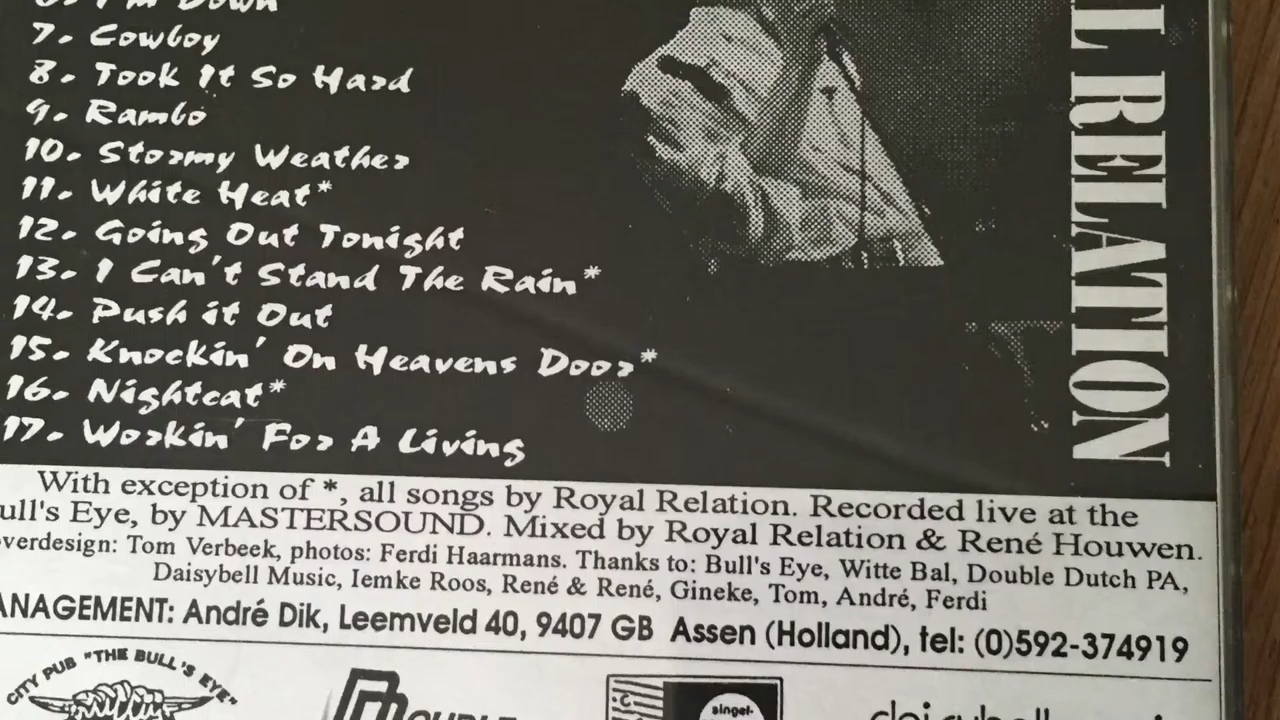 6. I'm Down
7. Cowboy
8. Took It So Hard
9. Rambo
10. Stormy Weather
11. White Heat*
12. Going Out Tonight
13. I Can't Stand The Rain*
14. Push it Out
15. Knockin' On Heavens Door*
16. Nightcat*
17. Workin' For A Living
L RELATION
With exception of *, all songs by Royal Relation. Recorded live at the
ull's Eye, by MASTERSOUND. Mixed by Royal Relation & René Houwen.
overdesign: Tom Verbeek, photos: Ferdi Haarmans. Thanks to: Bull's Eye, Witte Bal, Double Dutch PA,
Daisybell Music, Iemke Roos, René & René, Gineke, Tom, André, Ferdi
ANAGEMENT: André Dik, Leemveld 40, 9407 GB Assen (Holland), tel: (0)592-374919
CITY PUB "THE BULL'S EYE"
singel-